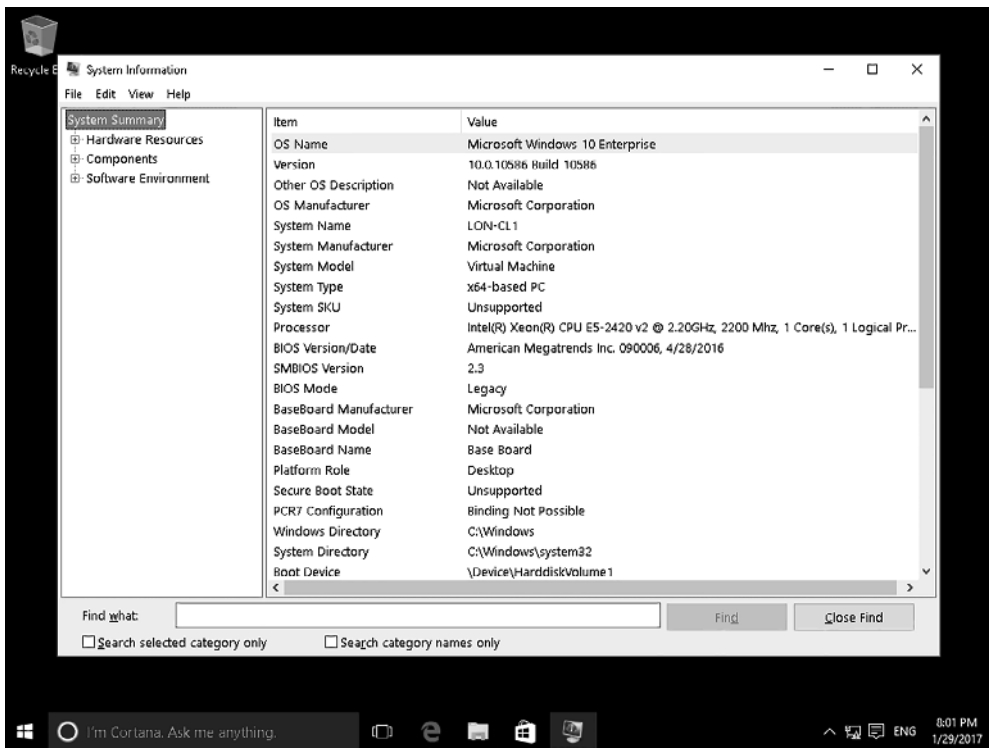 Recycle B
System Information
File Edit View Help
System Summary
Hardware Resources
Components
Software Environment
Item Value
OS Name Microsoft Windows 10 Enterprise
Version 10.0.10586 Build 10586
Other OS Description Not Available
OS Manufacturer Microsoft Corporation
System Name LON-CL1
System Manufacturer Microsoft Corporation
System Model Virtual Machine
System Type x64-based PC
System SKU Unsupported
Processor Intel(R) Xeon(R) CPU E5-2420 v2 @ 2.20GHz, 2200 Mhz, 1 Core(s), 1 Logical Pr...
BIOS Version/Date American Megatrends Inc. 090006, 4/28/2016
SMBIOS Version 2.3
BIOS Mode Legacy
BaseBoard Manufacturer Microsoft Corporation
BaseBoard Model Not Available
BaseBoard Name Base Board
Platform Role Desktop
Secure Boot State Unsupported
PCR7 Configuration Binding Not Possible
Windows Directory C:\Windows
System Directory C:\Windows\system32
Boot Device \Device\HarddiskVolume1
Find what: Find Close Find
Search selected category only Search category names only
I'm Cortana. Ask me anything.
ENG
8:01 PM
1/29/2017